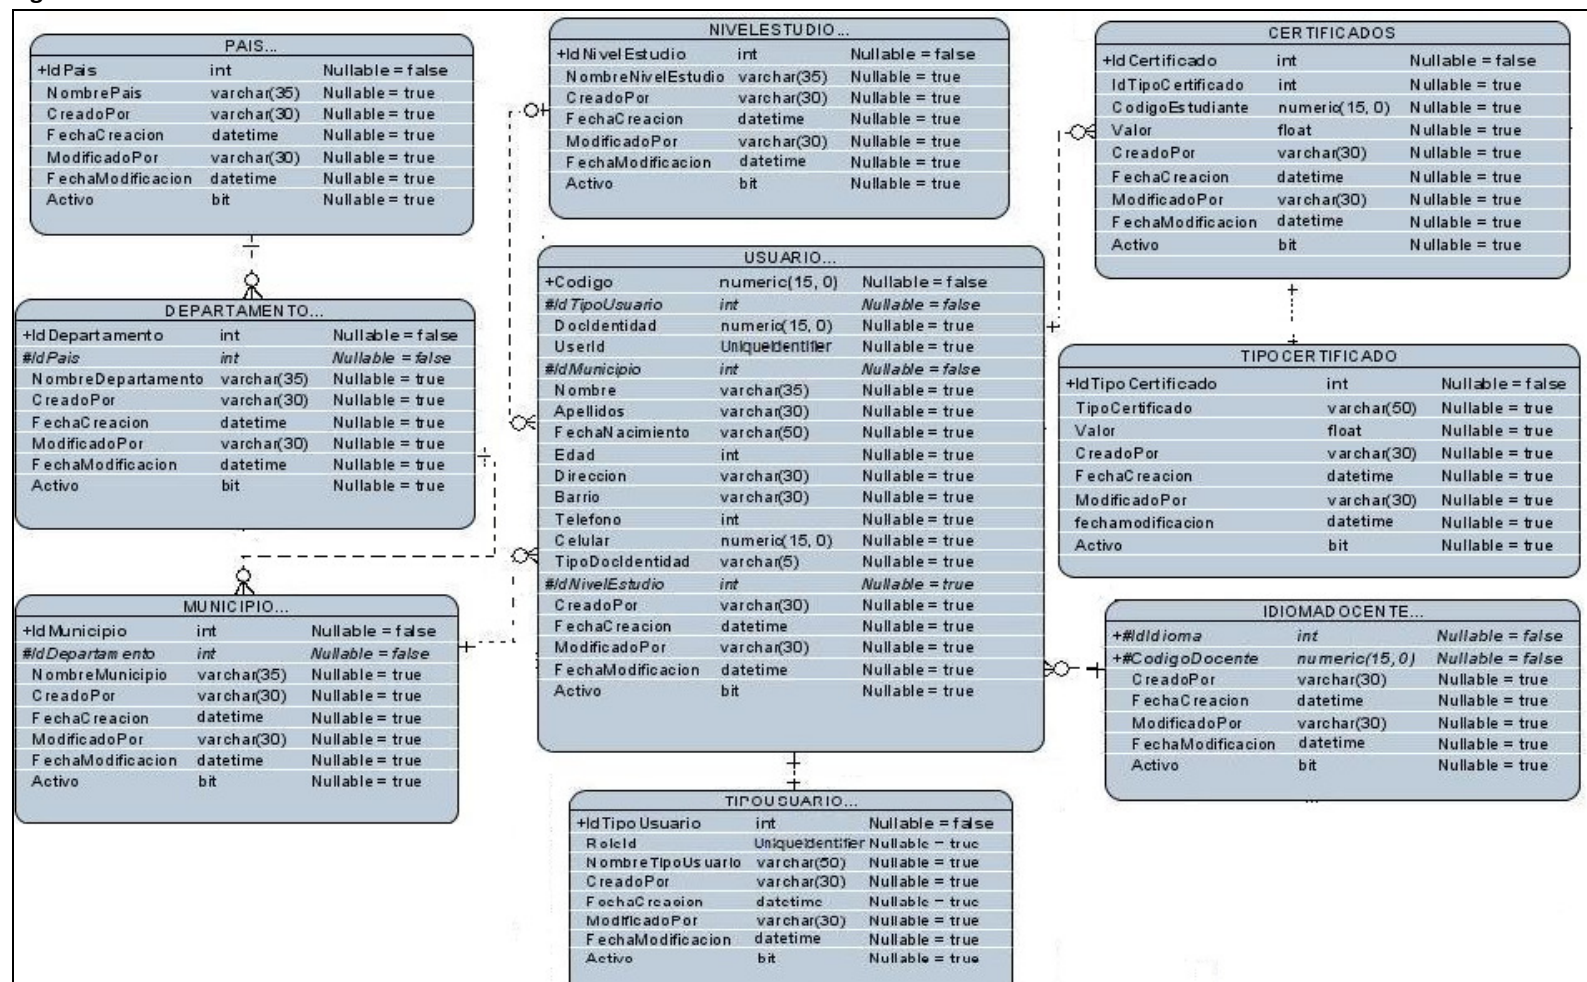 PAIS...
+IdPais int Nullable = false
NombrePais varchar(35) Nullable = true
CreadoPor varchar(30) Nullable = true
FechaCreacion datetime Nullable = true
ModificadoPor varchar(30) Nullable = true
FechaModificacion datetime Nullable = true
Activo bit Nullable = true
NIVELESTUDIO...
+IdNivelEstudio int Nullable = false
NombreNivelEstudio varchar(35) Nullable = true
CreadoPor varchar(30) Nullable = true
FechaCreacion datetime Nullable = true
ModificadoPor varchar(30) Nullable = true
FechaModificacion datetime Nullable = true
Activo bit Nullable = true
CERTIFICADOS
+IdCertificado int Nullable = false
IdTipoCertificado int Nullable = true
CodigoEstudiante numeric(15, 0) Nullable = true
Valor float Nullable = true
CreadoPor varchar(30) Nullable = true
FechaCreacion datetime Nullable = true
ModificadoPor varchar(30) Nullable = true
FechaModificacion datetime Nullable = true
Activo bit Nullable = true
DEPARTAMENTO...
+IdDepartamento int Nullable = false
#IdPais int Nullable = false
NombreDepartamento varchar(35) Nullable = true
CreadoPor varchar(30) Nullable = true
FechaCreacion datetime Nullable = true
ModificadoPor varchar(30) Nullable = true
FechaModificacion datetime Nullable = true
Activo bit Nullable = true
USUARIO...
+Codigo numeric(15, 0) Nullable = false
#IdTipoUsuario int Nullable = false
DocIdentidad numeric(15, 0) Nullable = true
UserId UniqueIdentifier Nullable = true
#IdMunicipio int Nullable = false
Nombre varchar(35) Nullable = true
Apellidos varchar(30) Nullable = true
FechaNacimiento varchar(50) Nullable = true
Edad int Nullable = true
Direccion varchar(30) Nullable = true
Barrio varchar(30) Nullable = true
Telefono int Nullable = true
Celular numeric(15, 0) Nullable = true
TipoDocIdentidad varchar(5) Nullable = true
#IdNivelEstudio int Nullable = true
CreadoPor varchar(30) Nullable = true
FechaCreacion datetime Nullable = true
ModificadoPor varchar(30) Nullable = true
FechaModificacion datetime Nullable = true
Activo bit Nullable = true
TIPOCERTIFICADO
+IdTipoCertificado int Nullable = false
TipoCertificado varchar(50) Nullable = true
Valor float Nullable = true
CreadoPor varchar(30) Nullable = true
FechaCreacion datetime Nullable = true
ModificadoPor varchar(30) Nullable = true
fechamodificacion datetime Nullable = true
Activo bit Nullable = true
MUNICIPIO...
+IdMunicipio int Nullable = false
#IdDepartamento int Nullable = false
NombreMunicipio varchar(35) Nullable = true
CreadoPor varchar(30) Nullable = true
FechaCreacion datetime Nullable = true
ModificadoPor varchar(30) Nullable = true
FechaModificacion datetime Nullable = true
Activo bit Nullable = true
IDIOMADOCENTE...
+#IdIdioma int Nullable = false
+#CodigoDocente numeric(15,0) Nullable = false
CreadoPor varchar(30) Nullable = true
FechaCreacion datetime Nullable = true
ModificadoPor varchar(30) Nullable = true
FechaModificacion datetime Nullable = true
Activo bit Nullable = true
TIPOUSUARIO...
+IdTipoUsuario int Nullable = false
RoleId UniqueIdentifier Nullable = true
NombreTipoUsuario varchar(50) Nullable = true
CreadoPor varchar(30) Nullable = true
FechaCreacion datetime Nullable = true
ModificadoPor varchar(30) Nullable = true
FechaModificacion datetime Nullable = true
Activo bit Nullable = true